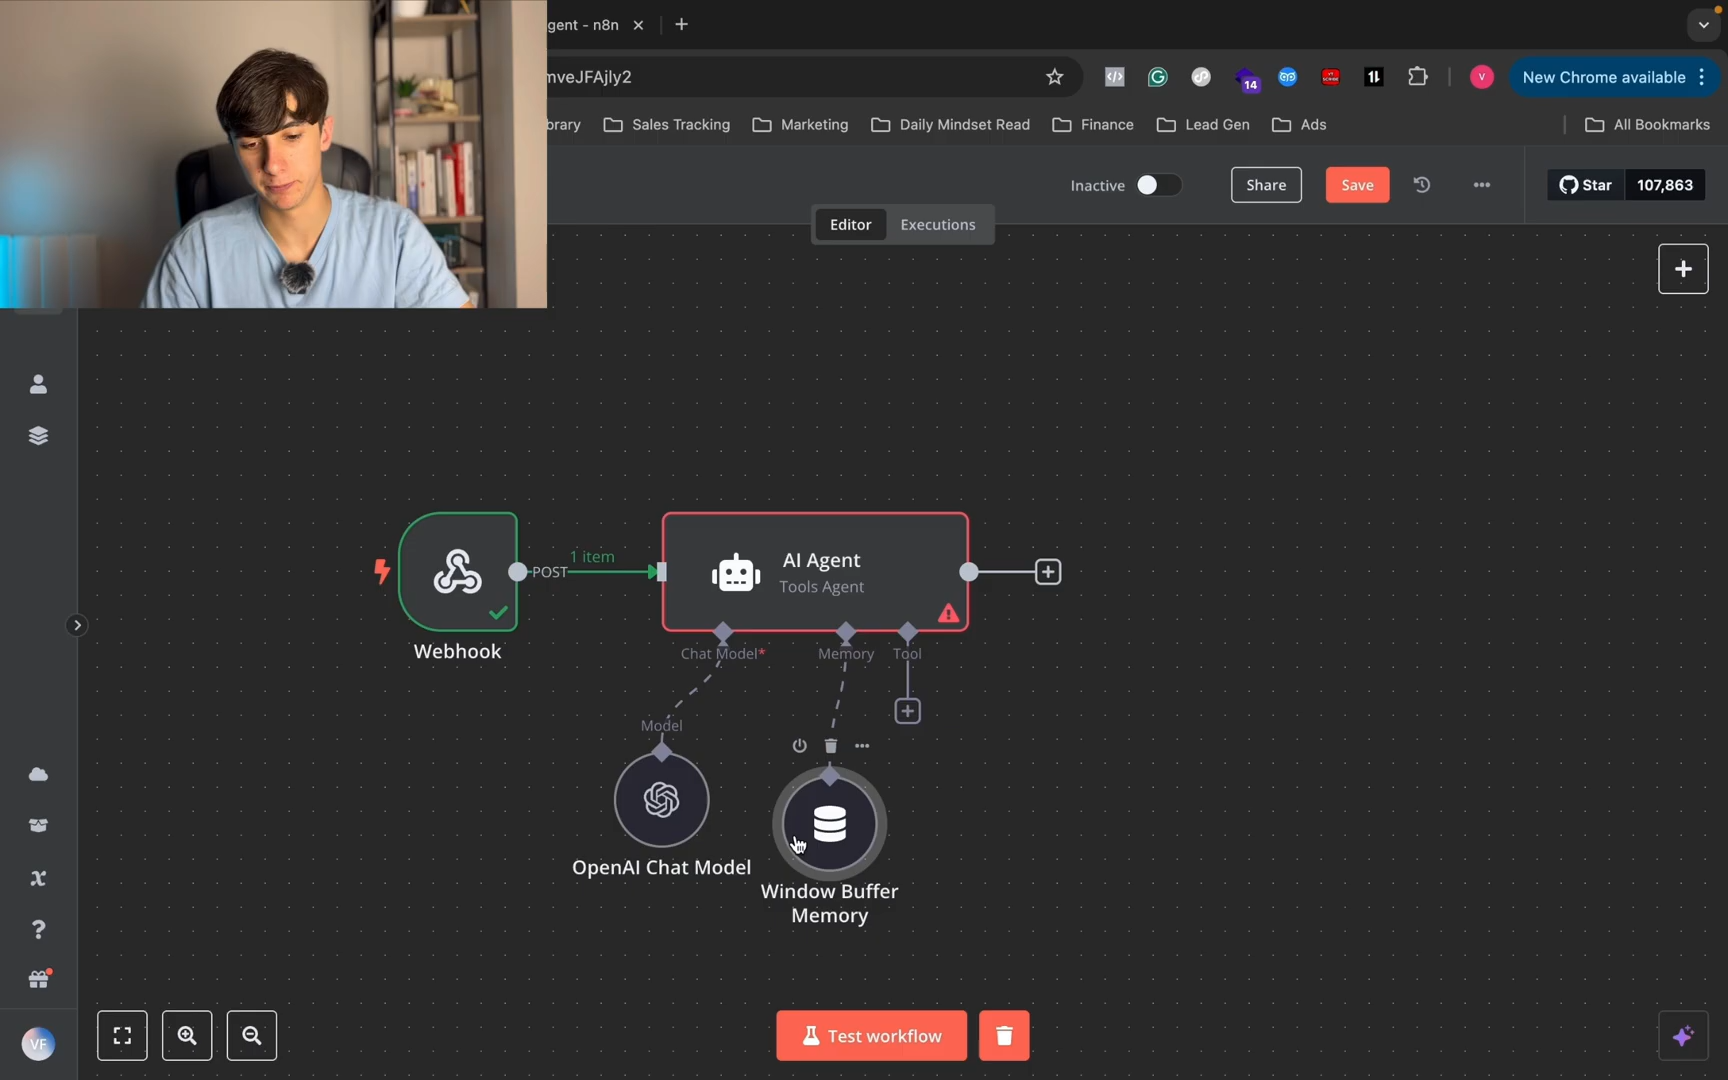 gent - n8n
mveJFAjly2
14
V
New Chrome available
brary
Sales Tracking
Marketing
Daily Mindset Read
Finance
Lead Gen
Ads
All Bookmarks
Inactive
Share
Save
Star
107,863
Editor
Executions
POST
1 item
AI Agent
Tools Agent
Webhook
Chat Model*
Memory
Tool
Model
OpenAI Chat Model
Window Buffer
Memory
VF
Test workflow